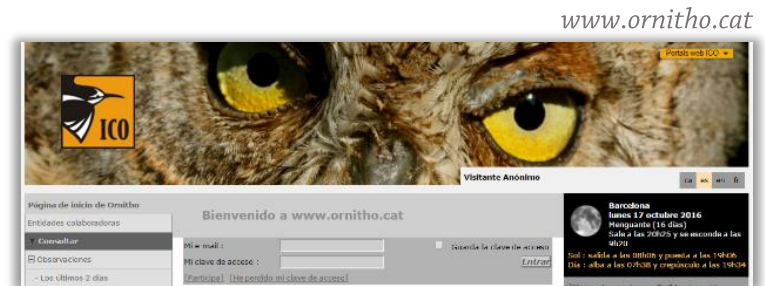 www.ornitho.cat
Portals web ICO
ICO
Visitante Anónimo
ca es en fr
Página de inicio de Ornitho
Entidades colaboradoras
Consultar
Observaciones
- Los últimos 2 días
Bienvenido a www.ornitho.cat
Mi e-mail :
Mi clave de acceso :
Guarda la clave de acceso
Entrar
[Participa] [He perdido mi clave de acceso]
Barcelona
lunes 17 octubre 2016
Menguante (16 días)
Sale a las 20h25 y se esconde a las
9h20
Sol : salida a las 08h06 y puesta a las 19h06
Día : alba a las 07h38 y crepúsculo a las 19h34